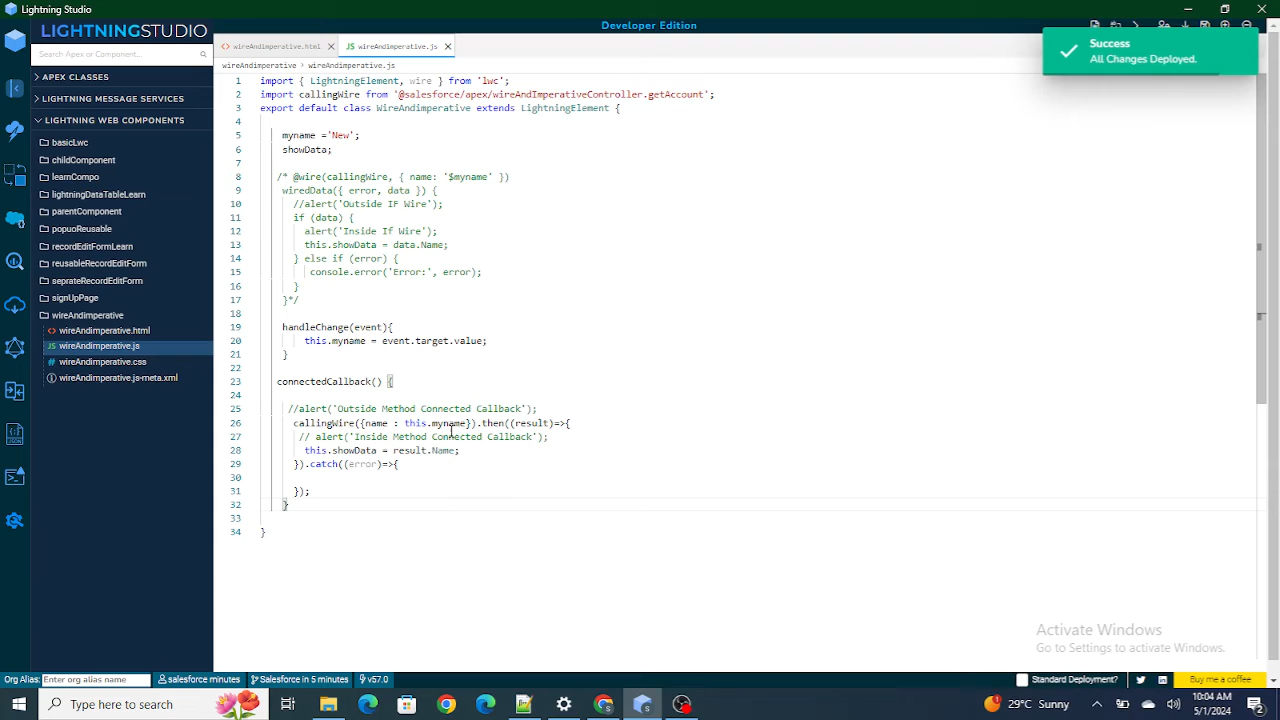 Lightning Studio
Developer Edition
LIGHTNINGSTUDIO
wireAndimperative.html
JS wireAndimperative.js
Success
All Changes Deployed.
Search Apex or Component...
wireAndimperative > wireAndimperative.js
APEX CLASSES
LIGHTNING MESSAGE SERVICES
LIGHTNING WEB COMPONENTS
basicLwc
childComponent
learnCompo
lightningDataTableLearn
parentComponent
popuoReusable
recordEditFormLearn
reusableRecordEditForm
seprateRecordEditForm
signUpPage
wireAndimperative
wireAndimperative.html
JS wireAndimperative.js
wireAndimperative.css
wireAndimperative.js-meta.xml
1 import { LightningElement, wire } from 'lwc';
2 import callingWire from '@salesforce/apex/wireAndImperativeController.getAccount';
3 export default class WireAndimperative extends LightningElement {
4
5 myname ='New';
6 showData;
7
8 /* @wire(callingWire, { name: '$myname' })
9 wiredData({ error, data }) {
10 //alert('Outside IF Wire');
11 if (data) {
12 alert('Inside If Wire');
13 this.showData = data.Name;
14 } else if (error) {
15 console.error('Error:', error);
16 }
17 }*/
18
19 handleChange(event){
20 this.myname = event.target.value;
21 }
22
23 connectedCallback() {
24
25 //alert('Outside Method Connected Callback');
26 callingWire({name : this.myname}).then((result)=>{
27 // alert('Inside Method Connected Callback');
28 this.showData = result.Name;
29 }).catch((error)=>{
30
31 });
32 }
33
34 }
Activate Windows
Go to Settings to activate Windows.
Org Alias: Enter org alias name
salesforce minutes
Salesforce in 5 minutes
v57.0
Standard Deployment?
Buy me a coffee
Type here to search
29°C Sunny
10:04 AM
5/1/2024
2